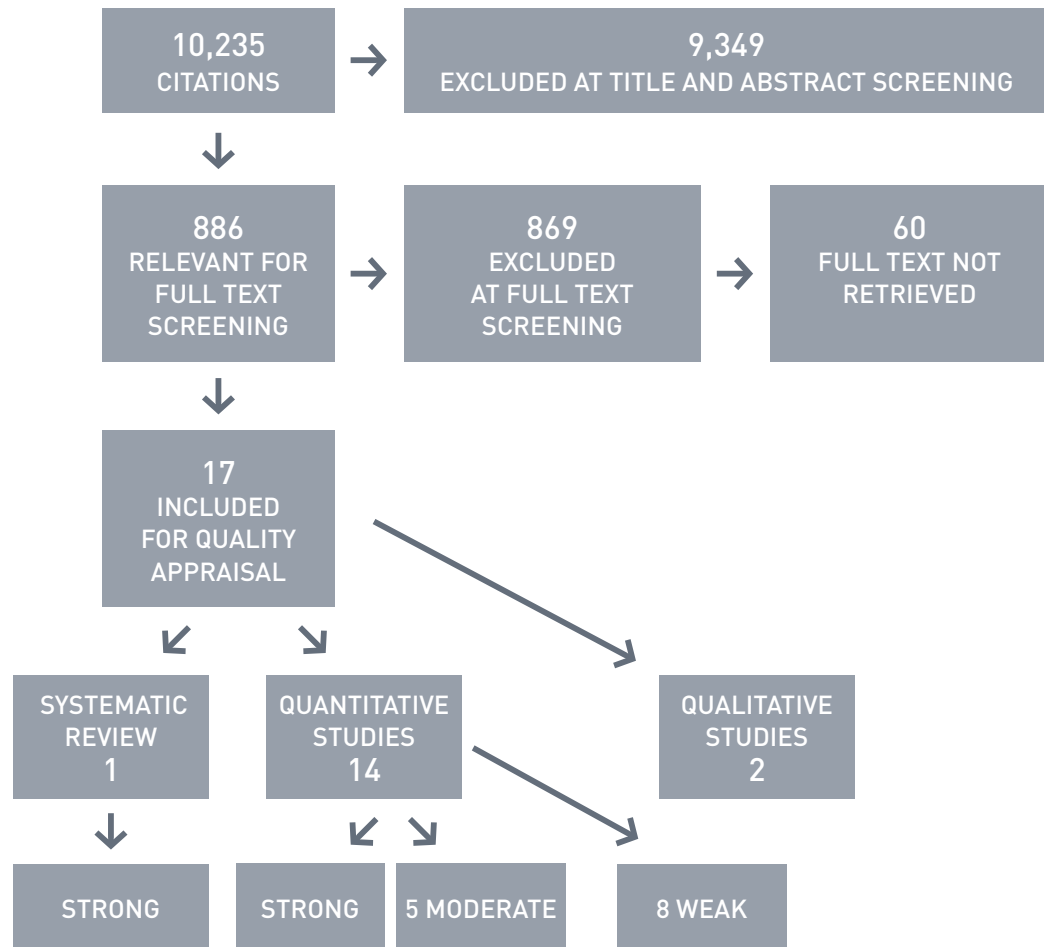 10,235
CITATIONS
9,349
EXCLUDED AT TITLE AND ABSTRACT SCREENING
886
RELEVANT FOR
FULL TEXT
SCREENING
869
EXCLUDED
AT FULL TEXT
SCREENING
60
FULL TEXT NOT
RETRIEVED
17
INCLUDED
FOR QUALITY
APPRAISAL
SYSTEMATIC
REVIEW
1
QUANTITATIVE
STUDIES
14
QUALITATIVE
STUDIES
2
STRONG
STRONG
5 MODERATE
8 WEAK